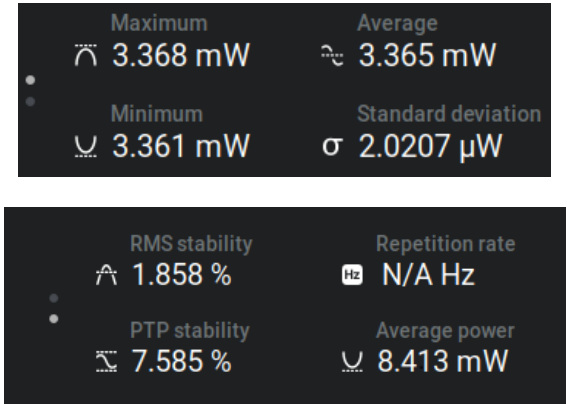 Maximum Average
3.368 mW 3.365 mW
Minimum Standard deviation
3.361 mW σ 2.0207 µW
RMS stability Repetition rate
1.858 % Hz N/A Hz
PTP stability Average power
7.585 % 8.413 mW